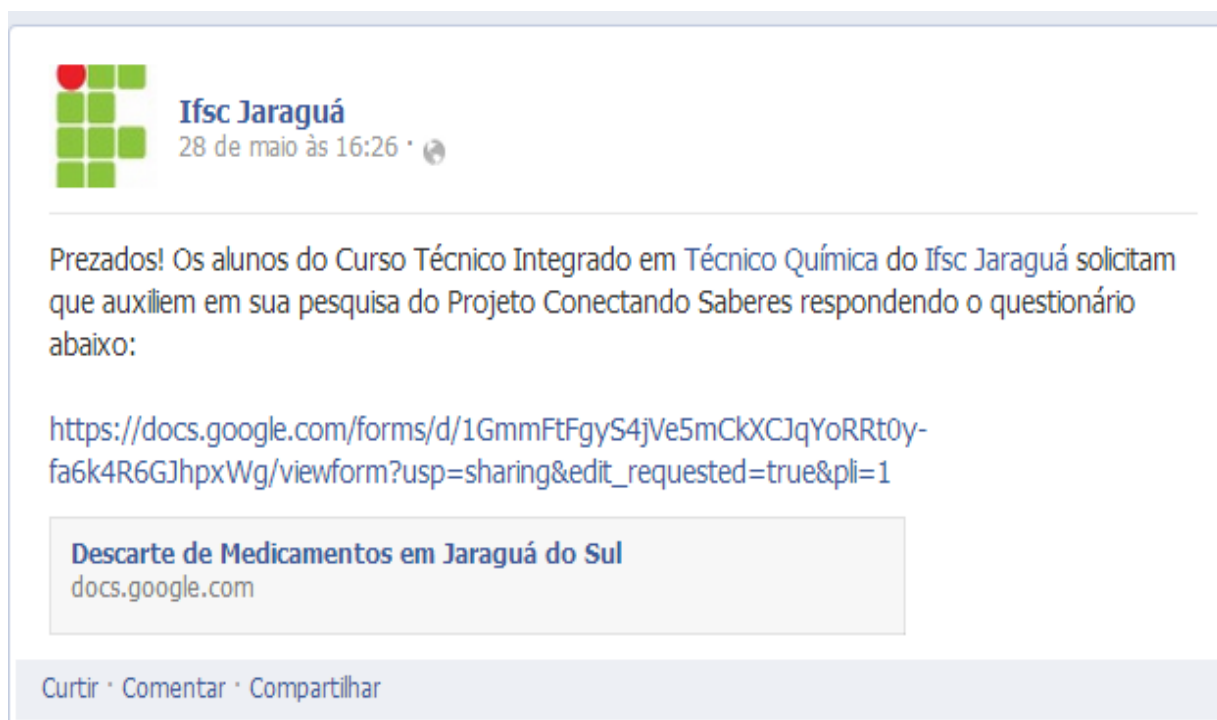 Ifsc Jaraguá
28 de maio às 16:26 ·
Prezados! Os alunos do Curso Técnico Integrado em Técnico Química do Ifsc Jaraguá solicitam
que auxiliem em sua pesquisa do Projeto Conectando Saberes respondendo o questionário
abaixo:
https://docs.google.com/forms/d/1GmmFtFgyS4jVe5mCkXCJqYoRRt0y-
fa6k4R6GJhpxWg/viewform?usp=sharing&edit_requested=true&pli=1
Descarte de Medicamentos em Jaraguá do Sul
docs.google.com
Curtir · Comentar · Compartilhar